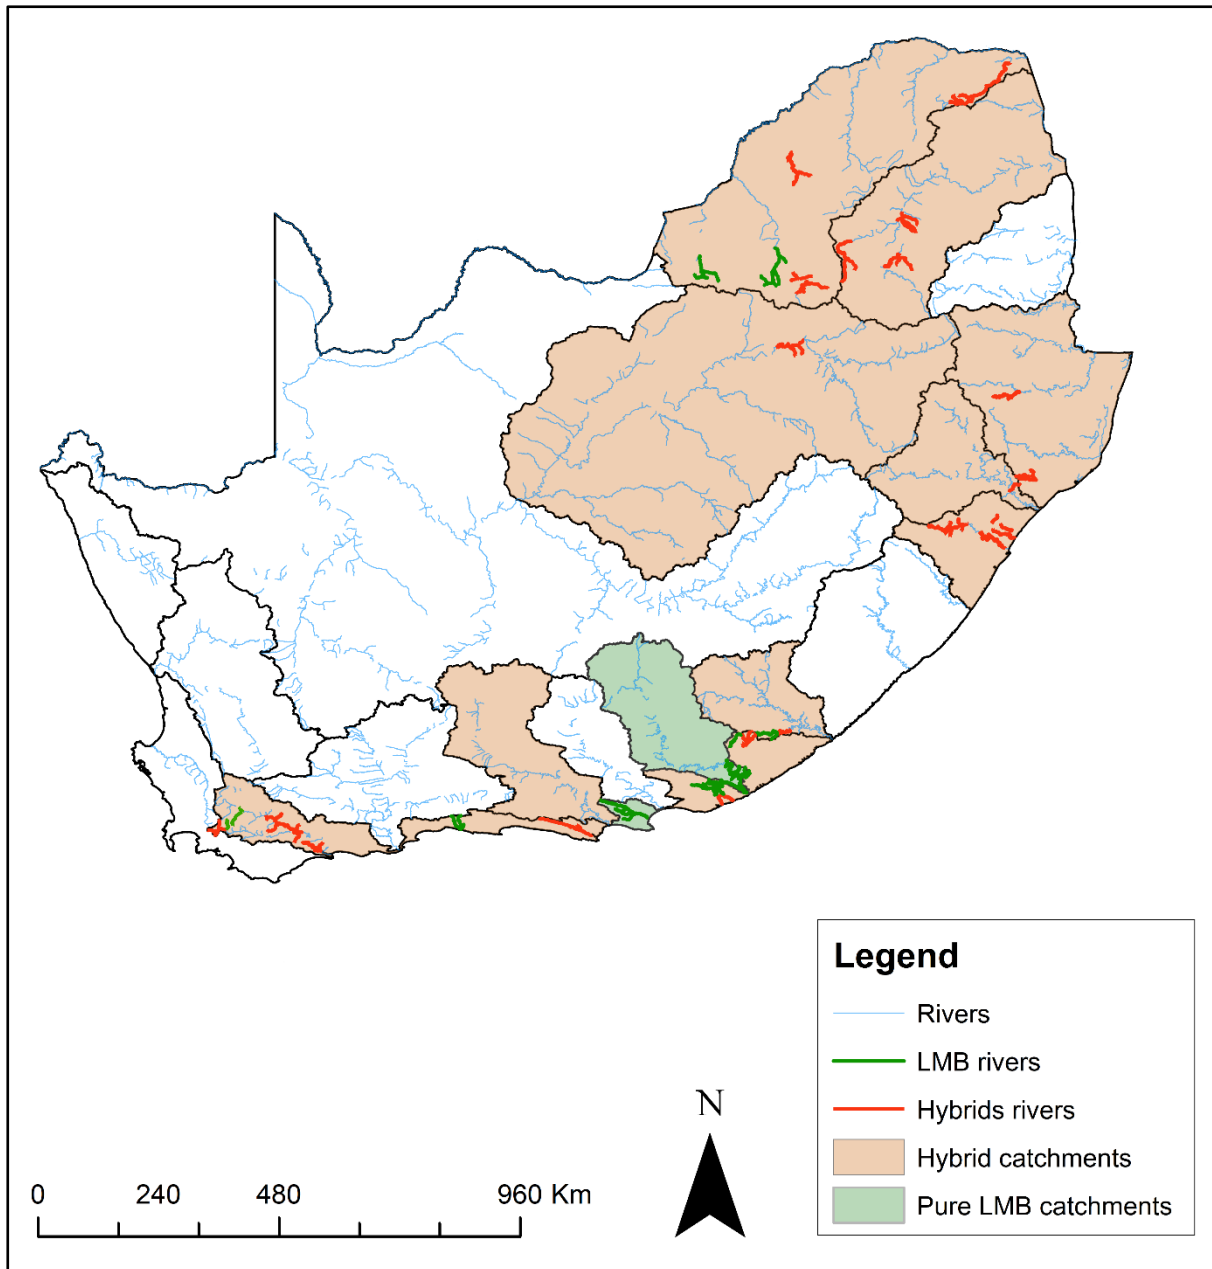 Legend
Rivers
LMB rivers
Hybrids rivers
Hybrid catchments
Pure LMB catchments
N
0 240 480 960 Km